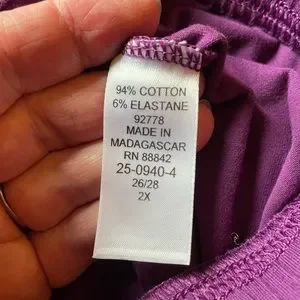 94% COTTON
6% ELASTANE
92778
MADE IN
MADAGASCAR
RN 88842
25-0940-4
26/28
2X